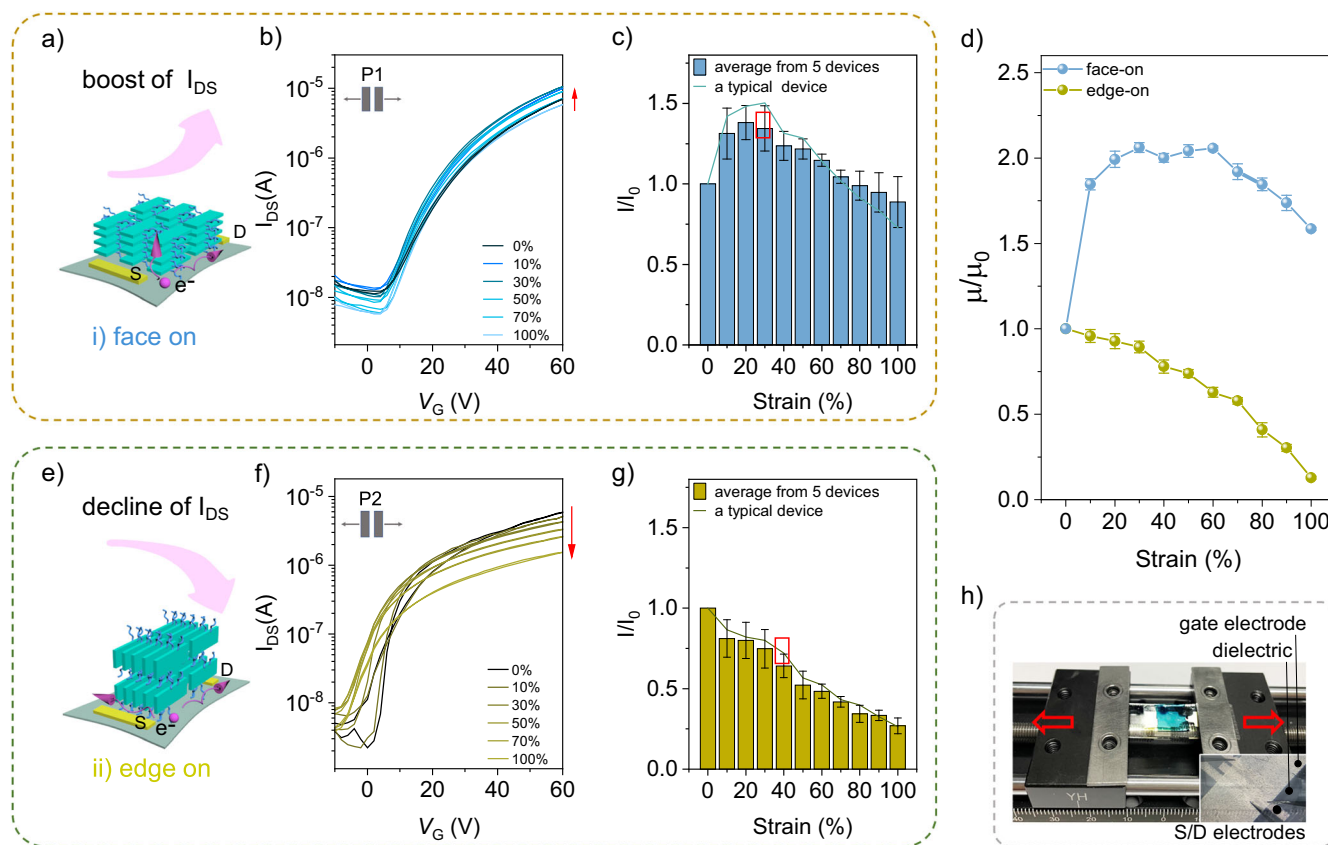 a)
boost of I_DS
D
S
e-
i) face on
b)
P1
I_DS(A)
10^-5
10^-6
10^-7
10^-8
0%
10%
30%
50%
70%
100%
0 20 40 60
V_G (V)
c)
average from 5 devices
a typical device
I/I_0
1.5
1.0
0.5
0.0
0 20 40 60 80 100
Strain (%)
d)
face-on
edge-on
μ/μ_0
2.5
2.0
1.5
1.0
0.5
0.0
0 20 40 60 80 100
Strain (%)
e)
decline of I_DS
D
S
e-
ii) edge on
f)
P2
I_DS(A)
10^-5
10^-6
10^-7
10^-8
0%
10%
30%
50%
70%
100%
0 20 40 60
V_G (V)
g)
average from 5 devices
a typical device
I/I_0
1.5
1.0
0.5
0.0
0 20 40 60 80 100
Strain (%)
h)
gate electrode
dielectric
YH
S/D electrodes